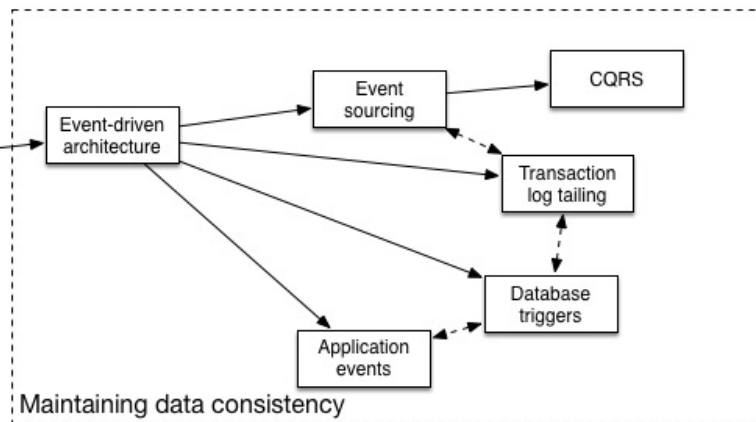 CQRS
Event
sourcing
Event-driven
architecture
Transaction
log tailing
Database
triggers
Application
events
Maintaining data consistency